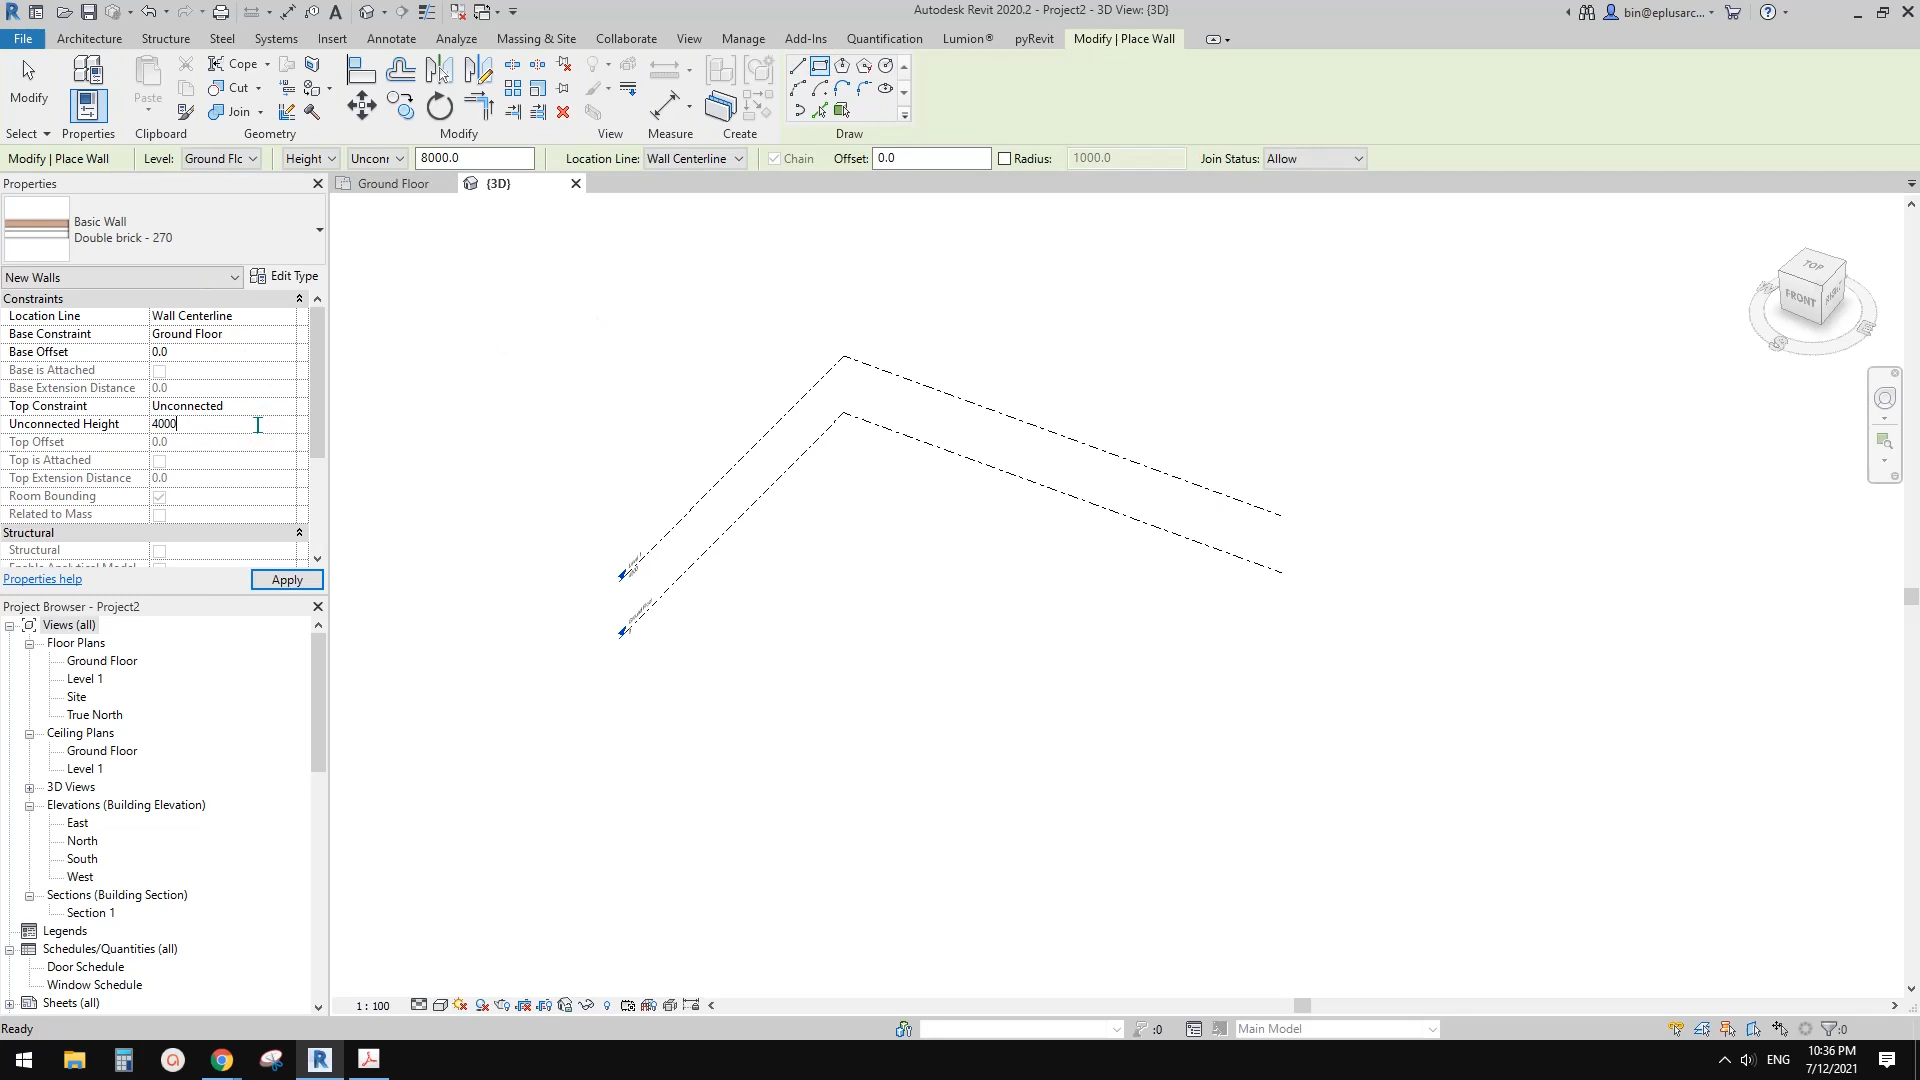 Autodesk Revit 2020.2 - Project2 - 3D View: {3D}
bin@eplusarc...
File Architecture Structure Steel Systems Insert Annotate Analyze Massing & Site Collaborate View Manage Add-Ins Quantification Lumion® pyRevit Modify | Place Wall
Modify
Paste
Cope
Cut
Join
Select Properties Clipboard Geometry Modify View Measure Create Draw
Modify | Place Wall Level: Ground Flc Height Unconr 8000.0 Location Line: Wall Centerline Chain Offset: 0.0 Radius: 1000.0 Join Status: Allow
Properties
Ground Floor {3D}
Basic Wall
Double brick - 270
New Walls Edit Type
Constraints
Location Line Wall Centerline
Base Constraint Ground Floor
Base Offset 0.0
Base is Attached
Base Extension Distance 0.0
Top Constraint Unconnected
Unconnected Height 4000
Top Offset 0.0
Top is Attached
Top Extension Distance 0.0
Room Bounding
Related to Mass
Structural
Structural
Enable Analytical Model
Properties help Apply
Project Browser - Project2
Views (all)
Floor Plans
Ground Floor
Level 1
Site
True North
Ceiling Plans
Ground Floor
Level 1
3D Views
Elevations (Building Elevation)
East
North
South
West
Sections (Building Section)
Section 1
Legends
Schedules/Quantities (all)
Door Schedule
Window Schedule
Sheets (all)
TOP
FRONT
RIGHT
W
S
E
1 : 100
Ready
:0
Main Model
:0
ENG
10:36 PM
7/12/2021